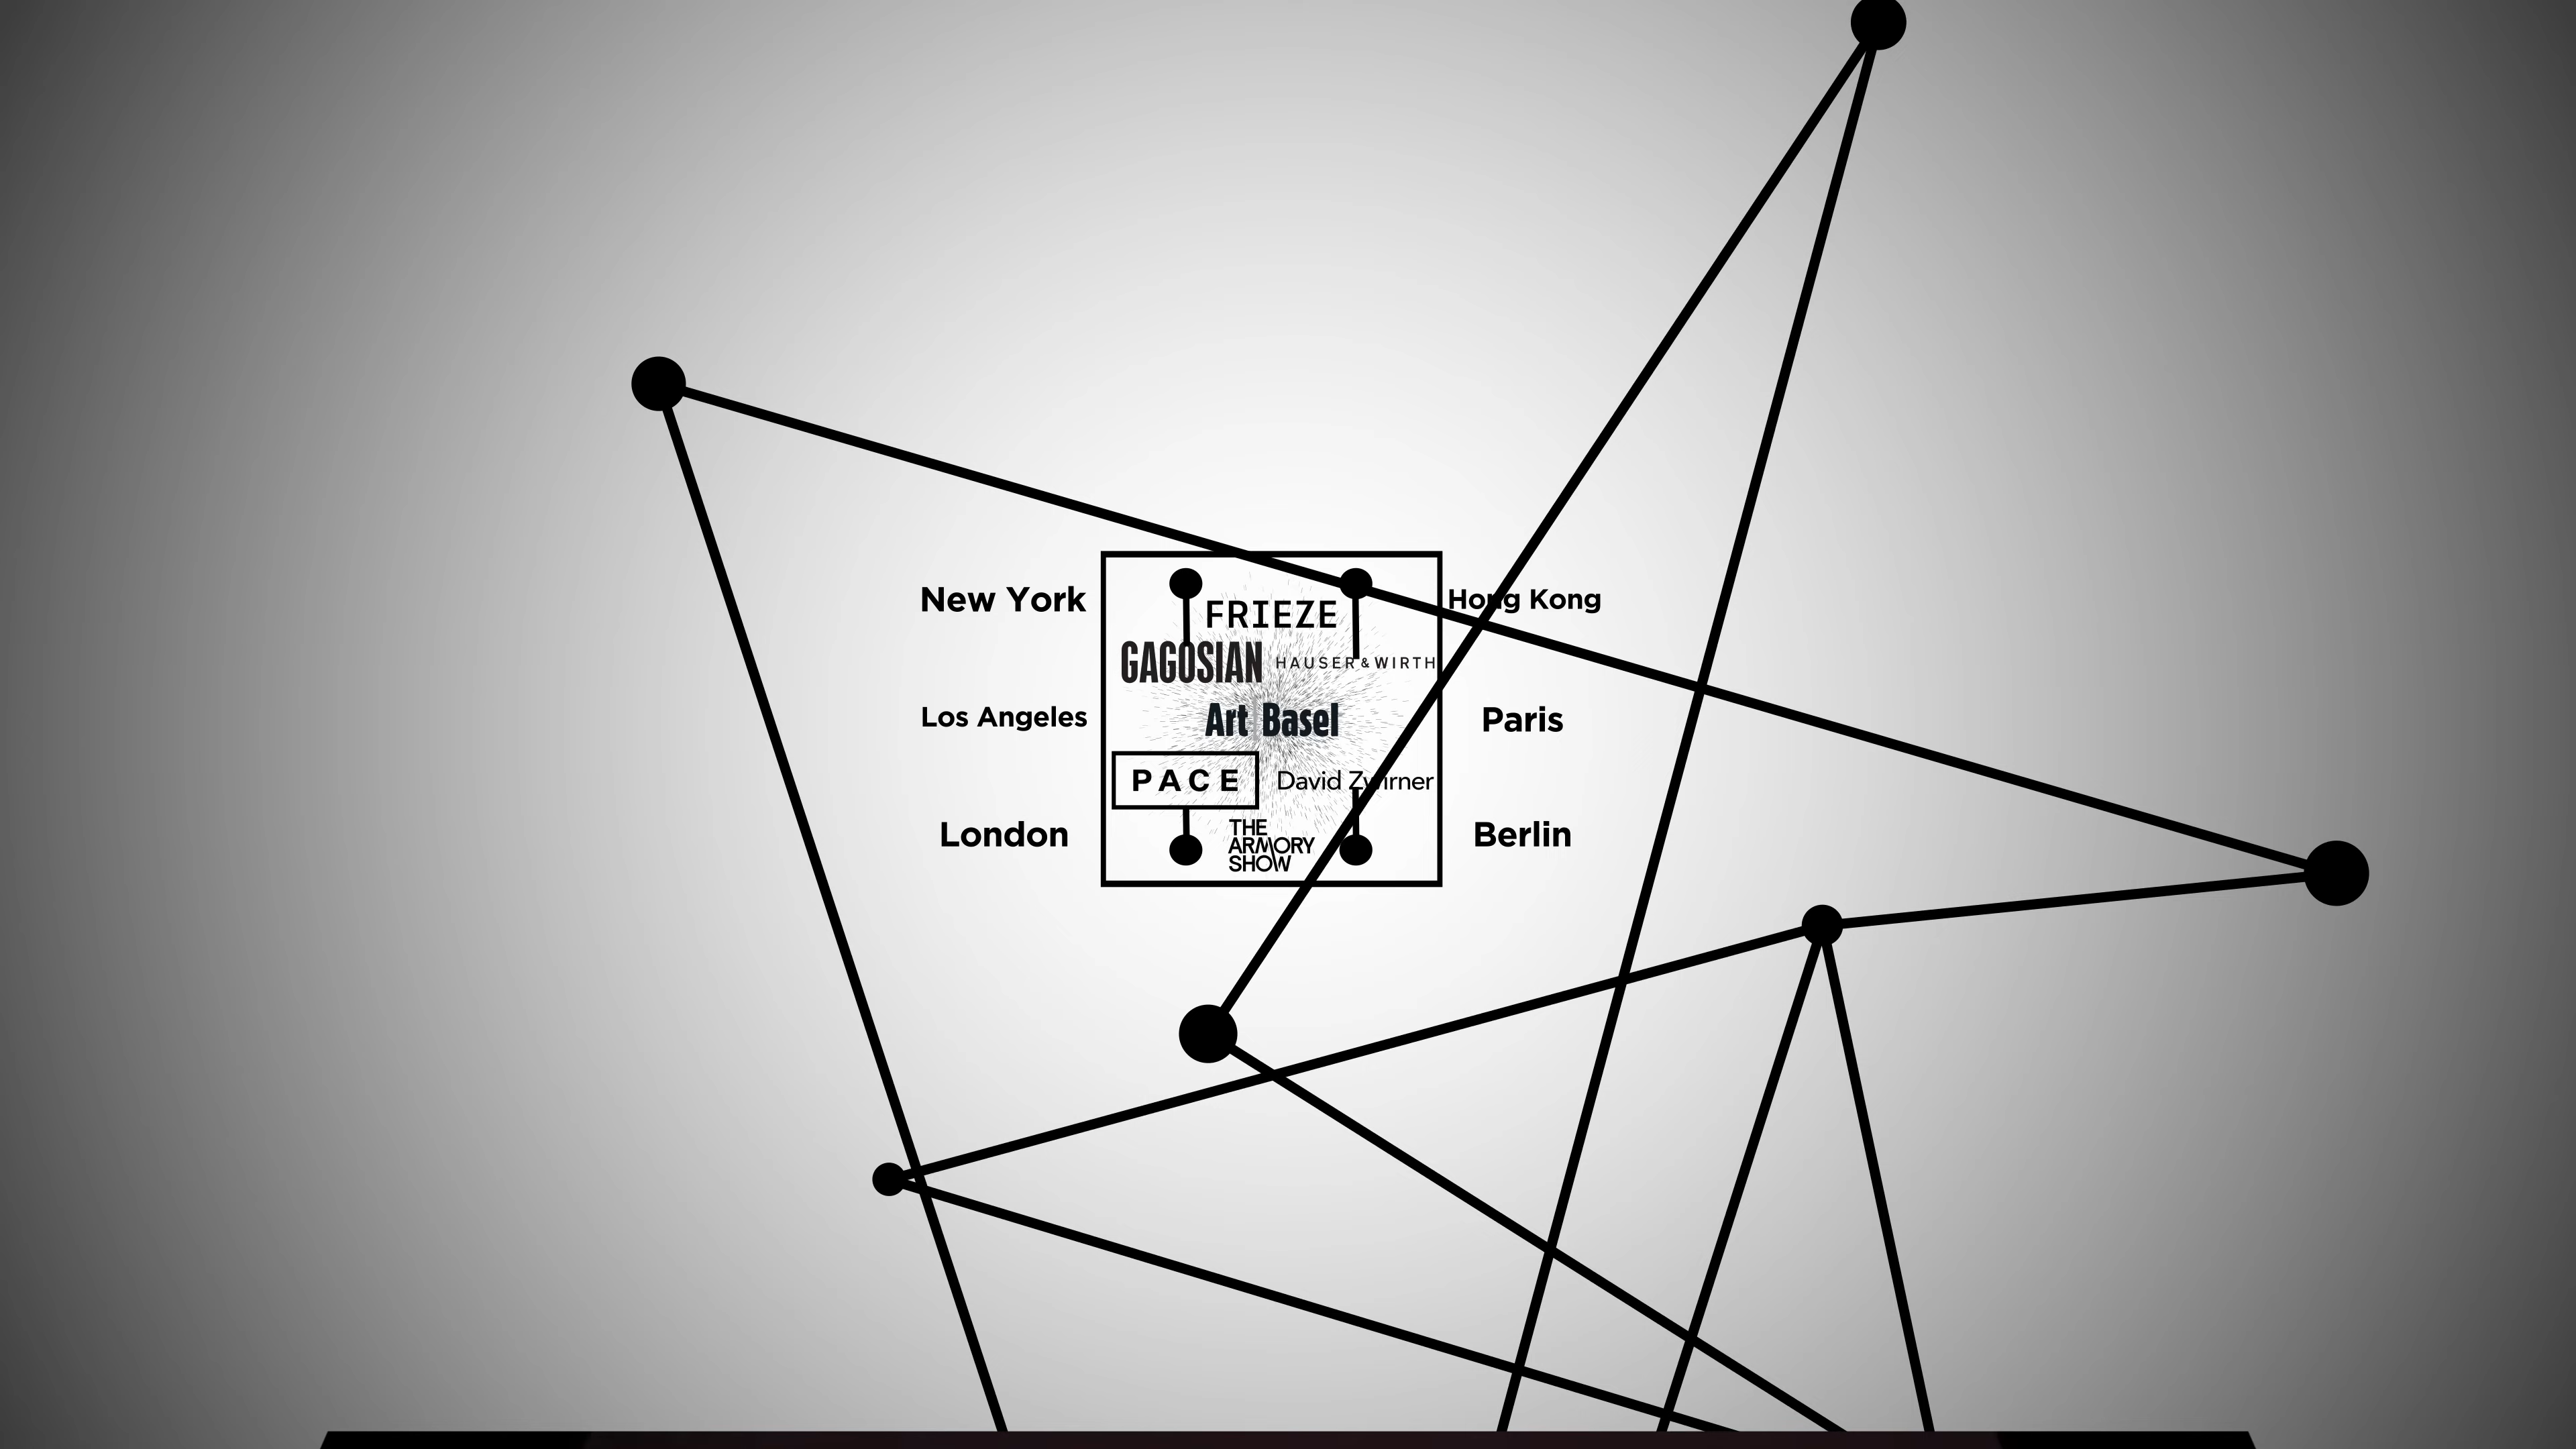 New York
Hong Kong
FRIEZE
GAGOSIAN
HAUSER & WIRTH
Los Angeles
Art Basel
Paris
PACE
David Zwirner
London
THE
ARMORY
SHOW
Berlin